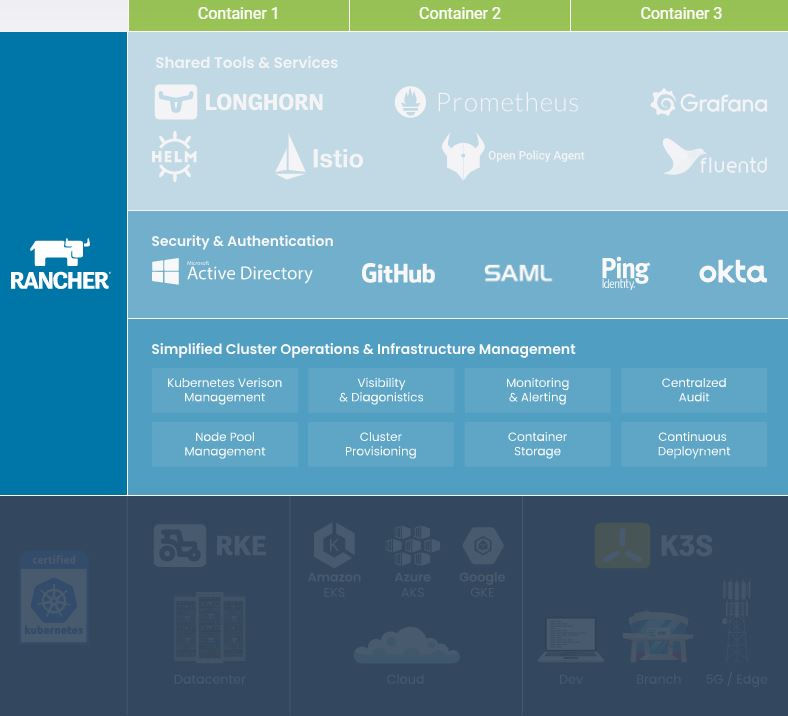 Container 1 Container 2 Container 3
Shared Tools & Services
LONGHORN Prometheus Grafana
HELM Istio Open Policy Agent fluentd
RANCHER
Security & Authentication
Microsoft
Active Directory GitHub SAML Ping Identity. okta
Simplified Cluster Operations & Infrastructure Management
Kubernetes Verison
Management
Visibility
& Diagonistics
Monitoring
& Alerting
Centralzed
Audit
Node Pool
Management
Cluster
Provisioning
Container
Storage
Continuous
Deployment
certified
kubernetes
RKE
Datacenter
Amazon
EKS
Azure
AKS
Google
GKE
Cloud
K3S
Dev Branch 5G / Edge